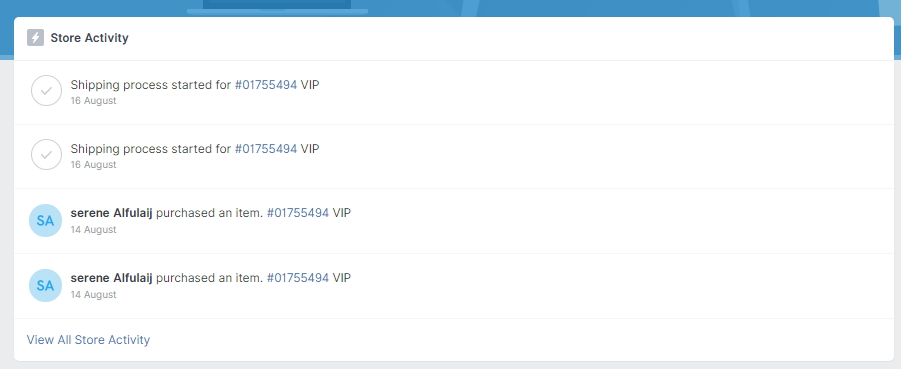 Store Activity
Shipping process started for #01755494 VIP
16 August
Shipping process started for #01755494 VIP
16 August
SA
serene Alfulaij purchased an item. #01755494 VIP
14 August
SA
serene Alfulaij purchased an item. #01755494 VIP
14 August
View All Store Activity